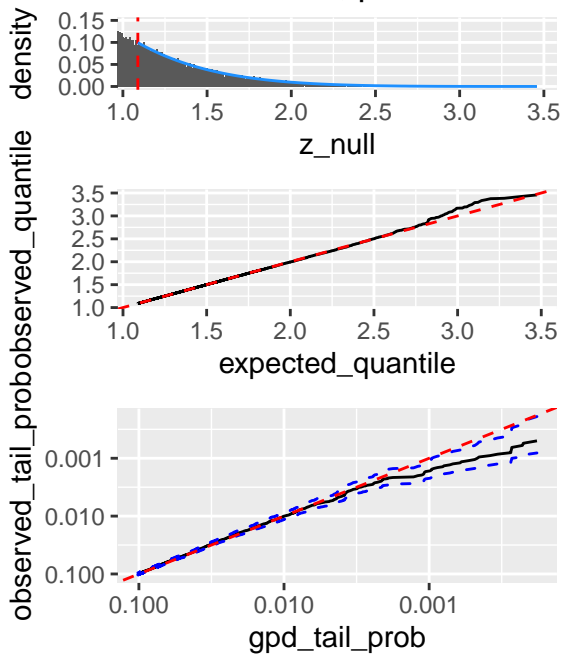 density
0.15
0.10
0.05
0.00
1.0 1.5 2.0 2.5 3.0 3.5
z_null
observed_quantile
3.5
3.0
2.5
2.0
1.5
1.0
1.0 1.5 2.0 2.5 3.0 3.5
expected_quantile
observed_tail_prob
0.001
0.010
0.100
0.100 0.010 0.001
gpd_tail_prob